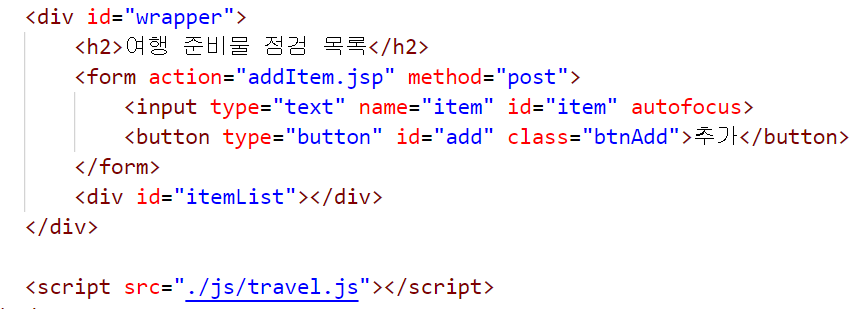 <div id="wrapper">
<h2>여행 준비물 점검 목록</h2>
<form action="addItem.jsp" method="post">
<input type="text" name="item" id="item" autofocus>
<button type="button" id="add" class="btnAdd">추가</button>
</form>
<div id="itemList"></div>
</div>
<script src="./js/travel.js"></script>